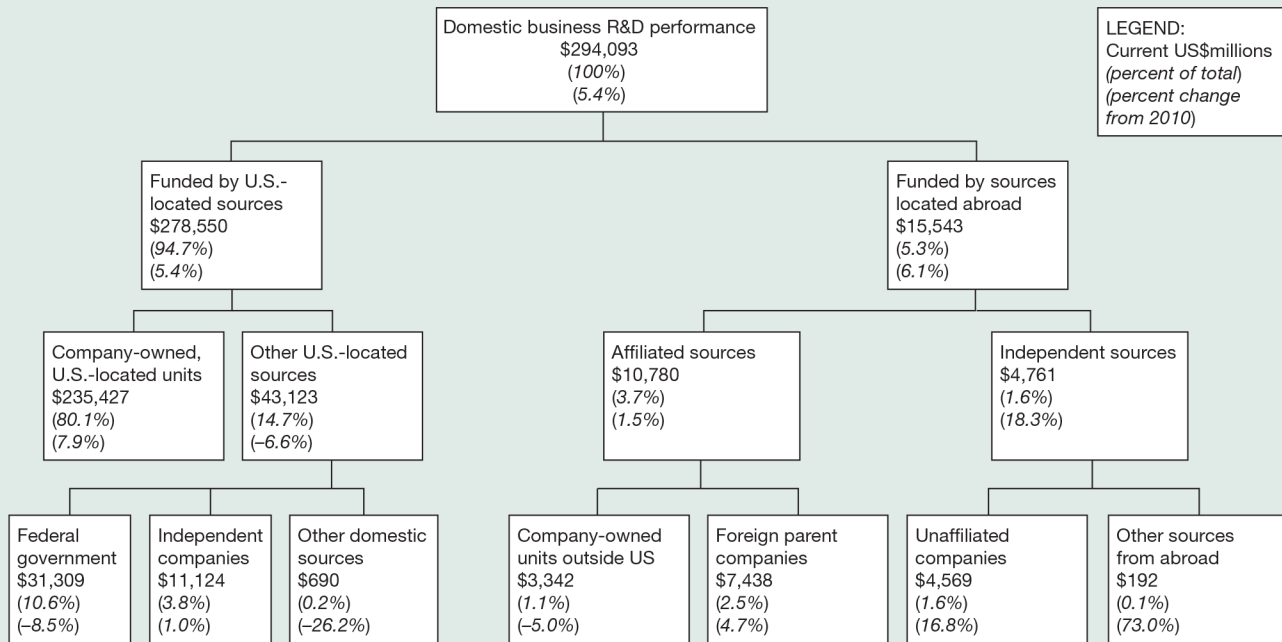 Domestic business R&D performance
$294,093
(100%)
(5.4%)
LEGEND:
Current US$millions
(percent of total)
(percent change
from 2010)
Funded by U.S.-
located sources
$278,550
(94.7%)
(5.4%)
Funded by sources
located abroad
$15,543
(5.3%)
(6.1%)
Company-owned,
U.S.-located units
$235,427
(80.1%)
(7.9%)
Other U.S.-located
sources
$43,123
(14.7%)
(–6.6%)
Affiliated sources
$10,780
(3.7%)
(1.5%)
Independent sources
$4,761
(1.6%)
(18.3%)
Federal
government
$31,309
(10.6%)
(–8.5%)
Independent
companies
$11,124
(3.8%)
(1.0%)
Other domestic
sources
$690
(0.2%)
(–26.2%)
Company-owned
units outside US
$3,342
(1.1%)
(–5.0%)
Foreign parent
companies
$7,438
(2.5%)
(4.7%)
Unaffiliated
companies
$4,569
(1.6%)
(16.8%)
Other sources
from abroad
$192
(0.1%)
(73.0%)